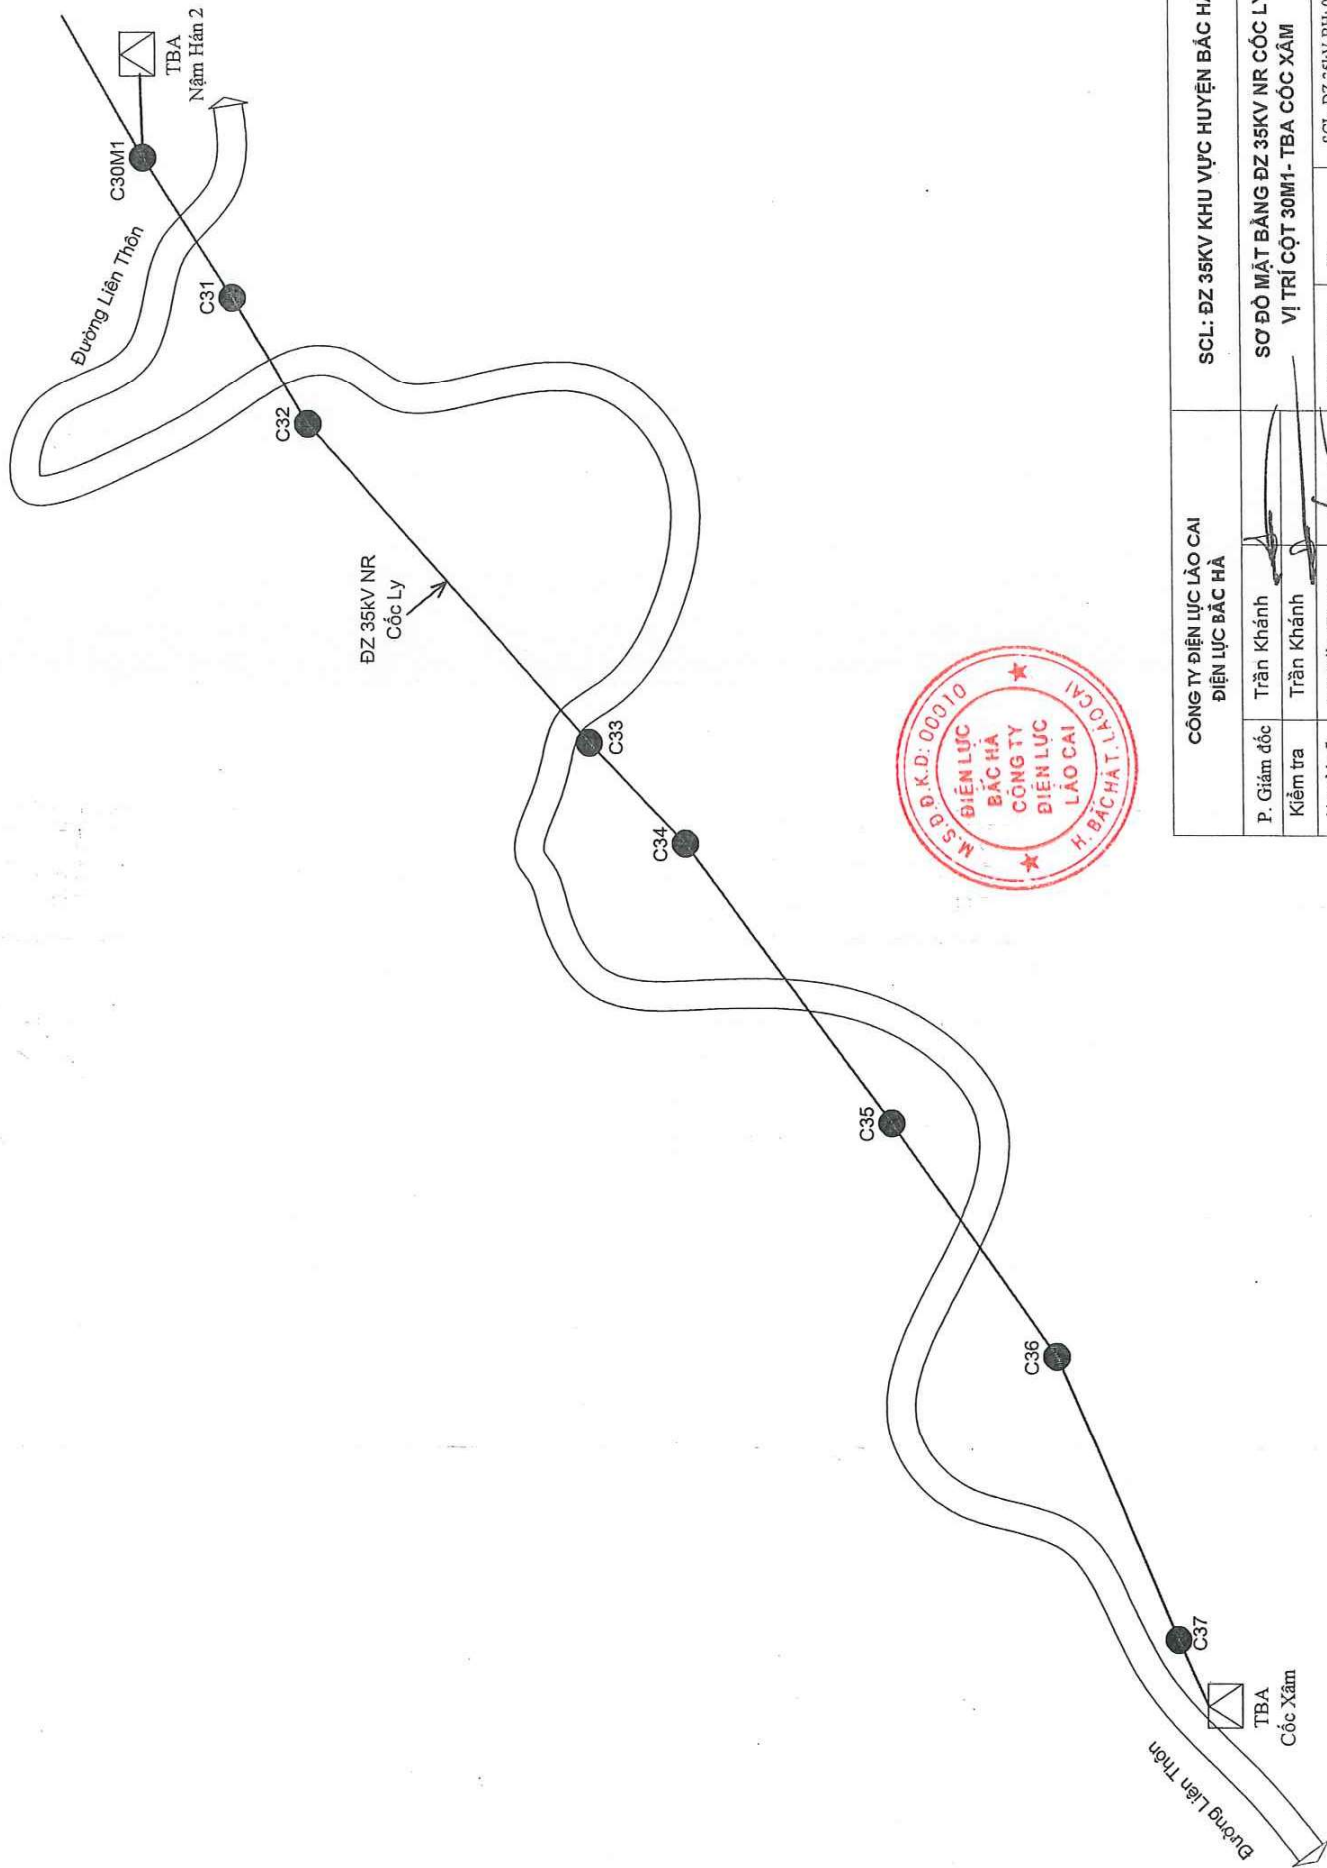 TBA
Nậm Hán 2
C30M1
Đường Liên Thôn
C31
C32
ĐZ 35kV NR
Cốc Ly
C33
C34
C35
C36
C37
TBA
Cốc Xâm
Đường Liên Thôn
M.S.D.Đ.K.D: 00010
ĐIỆN LỰC
BẮC HÀ
CÔNG TY
ĐIỆN LỰC
LÀO CAI
H. BẮC HÀ T. LÀO CAI
CÔNG TY ĐIỆN LỰC LÀO CAI
ĐIỆN LỰC BẮC HÀ
SCL: ĐZ 35KV KHU VỰC HUYỆN BẮC HÀ
P. Giám đốc Trần Khánh
Kiểm tra Trần Khánh
SƠ ĐỒ MẶT BẰNG ĐZ 35KV NR CÓC LY
VỊ TRÍ CỘT 30M1- TBA CÓC XÂM